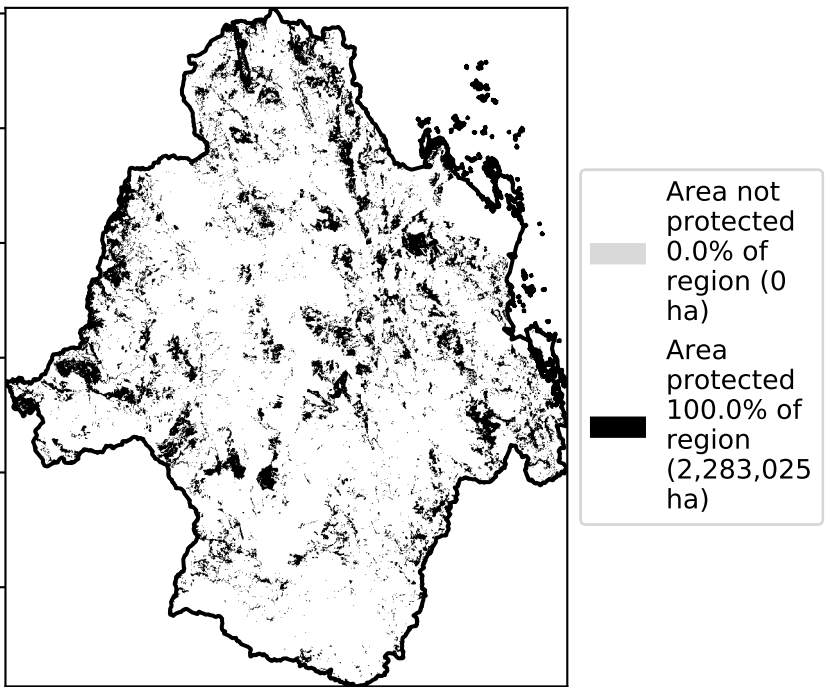 Area not
protected
0.0% of
region (0
ha)
Area
protected
100.0% of
region
(2,283,025
ha)